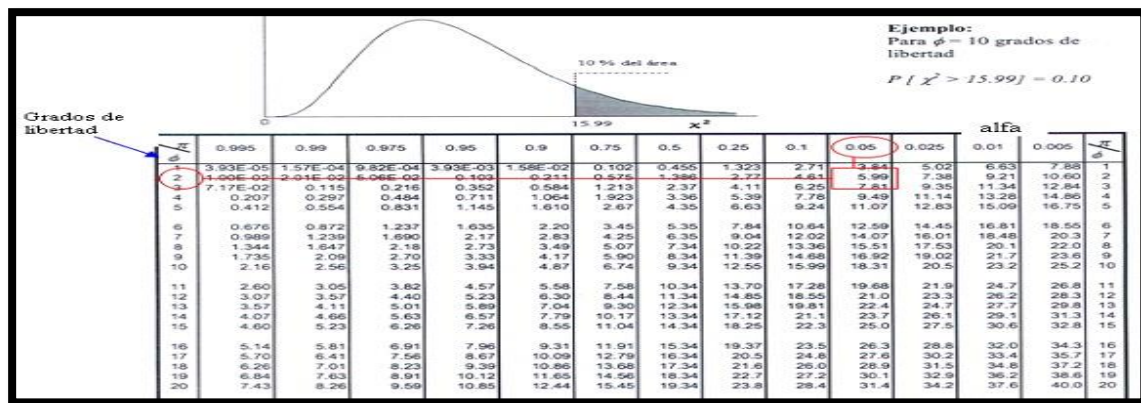 Ejemplo:
Para ϕ = 10 grados de
libertad
10 % del área
P [ χ² > 15.99] = 0.10
Grados de
libertad
0
15.99
x²
alfa
π 0.995 0.99 0.975 0.95 0.9 0.75 0.5 0.25 0.1 0.05 0.025 0.01 0.005 π
ϕ ϕ
1 3.93E-05 1.57E-04 9.82E-04 3.93E-03 1.58E-02 0.102 0.455 1.323 2.71 3.84 5.02 6.63 7.88 1
2 1.00E-02 2.01E-02 5.06E-02 0.103 0.211 0.575 1.386 2.77 4.61 5.99 7.38 9.21 10.60 2
3 7.17E-02 0.115 0.216 0.352 0.584 1.213 2.37 4.11 6.25 7.81 9.35 11.34 12.84 3
4 0.207 0.297 0.484 0.711 1.064 1.923 3.36 5.39 7.78 9.49 11.14 13.28 14.86 4
5 0.412 0.554 0.831 1.145 1.610 2.67 4.35 6.63 9.24 11.07 12.83 15.09 16.75 5
6 0.676 0.872 1.237 1.635 2.20 3.45 5.35 7.84 10.64 12.59 14.45 16.81 18.55 6
7 0.989 1.239 1.690 2.17 2.83 4.25 6.35 9.04 12.02 14.07 16.01 18.48 20.3 7
8 1.344 1.647 2.18 2.73 3.49 5.07 7.34 10.22 13.36 15.51 17.53 20.1 22.0 8
9 1.735 2.09 2.70 3.33 4.17 5.90 8.34 11.39 14.68 16.92 19.02 21.7 23.6 9
10 2.16 2.56 3.25 3.94 4.87 6.74 9.34 12.55 15.99 18.31 20.5 23.2 25.2 10
11 2.60 3.05 3.82 4.57 5.58 7.58 10.34 13.70 17.28 19.68 21.9 24.7 26.8 11
12 3.07 3.57 4.40 5.23 6.30 8.44 11.34 14.85 18.55 21.0 23.3 26.2 28.3 12
13 3.57 4.11 5.01 5.89 7.04 9.30 12.34 15.98 19.81 22.4 24.7 27.7 29.8 13
14 4.07 4.66 5.63 6.57 7.79 10.17 13.34 17.12 21.1 23.7 26.1 29.1 31.3 14
15 4.60 5.23 6.26 7.26 8.55 11.04 14.34 18.25 22.3 25.0 27.5 30.6 32.8 15
16 5.14 5.81 6.91 7.96 9.31 11.91 15.34 19.37 23.5 26.3 28.8 32.0 34.3 16
17 5.70 6.41 7.56 8.67 10.09 12.79 16.34 20.5 24.8 27.6 30.2 33.4 35.7 17
18 6.26 7.01 8.23 9.39 10.86 13.68 17.34 21.6 26.0 28.9 31.5 34.8 37.2 18
19 6.84 7.63 8.91 10.12 11.65 14.56 18.34 22.7 27.2 30.1 32.9 36.2 38.6 19
20 7.43 8.26 9.59 10.85 12.44 15.45 19.34 23.8 28.4 31.4 34.2 37.6 40.0 20